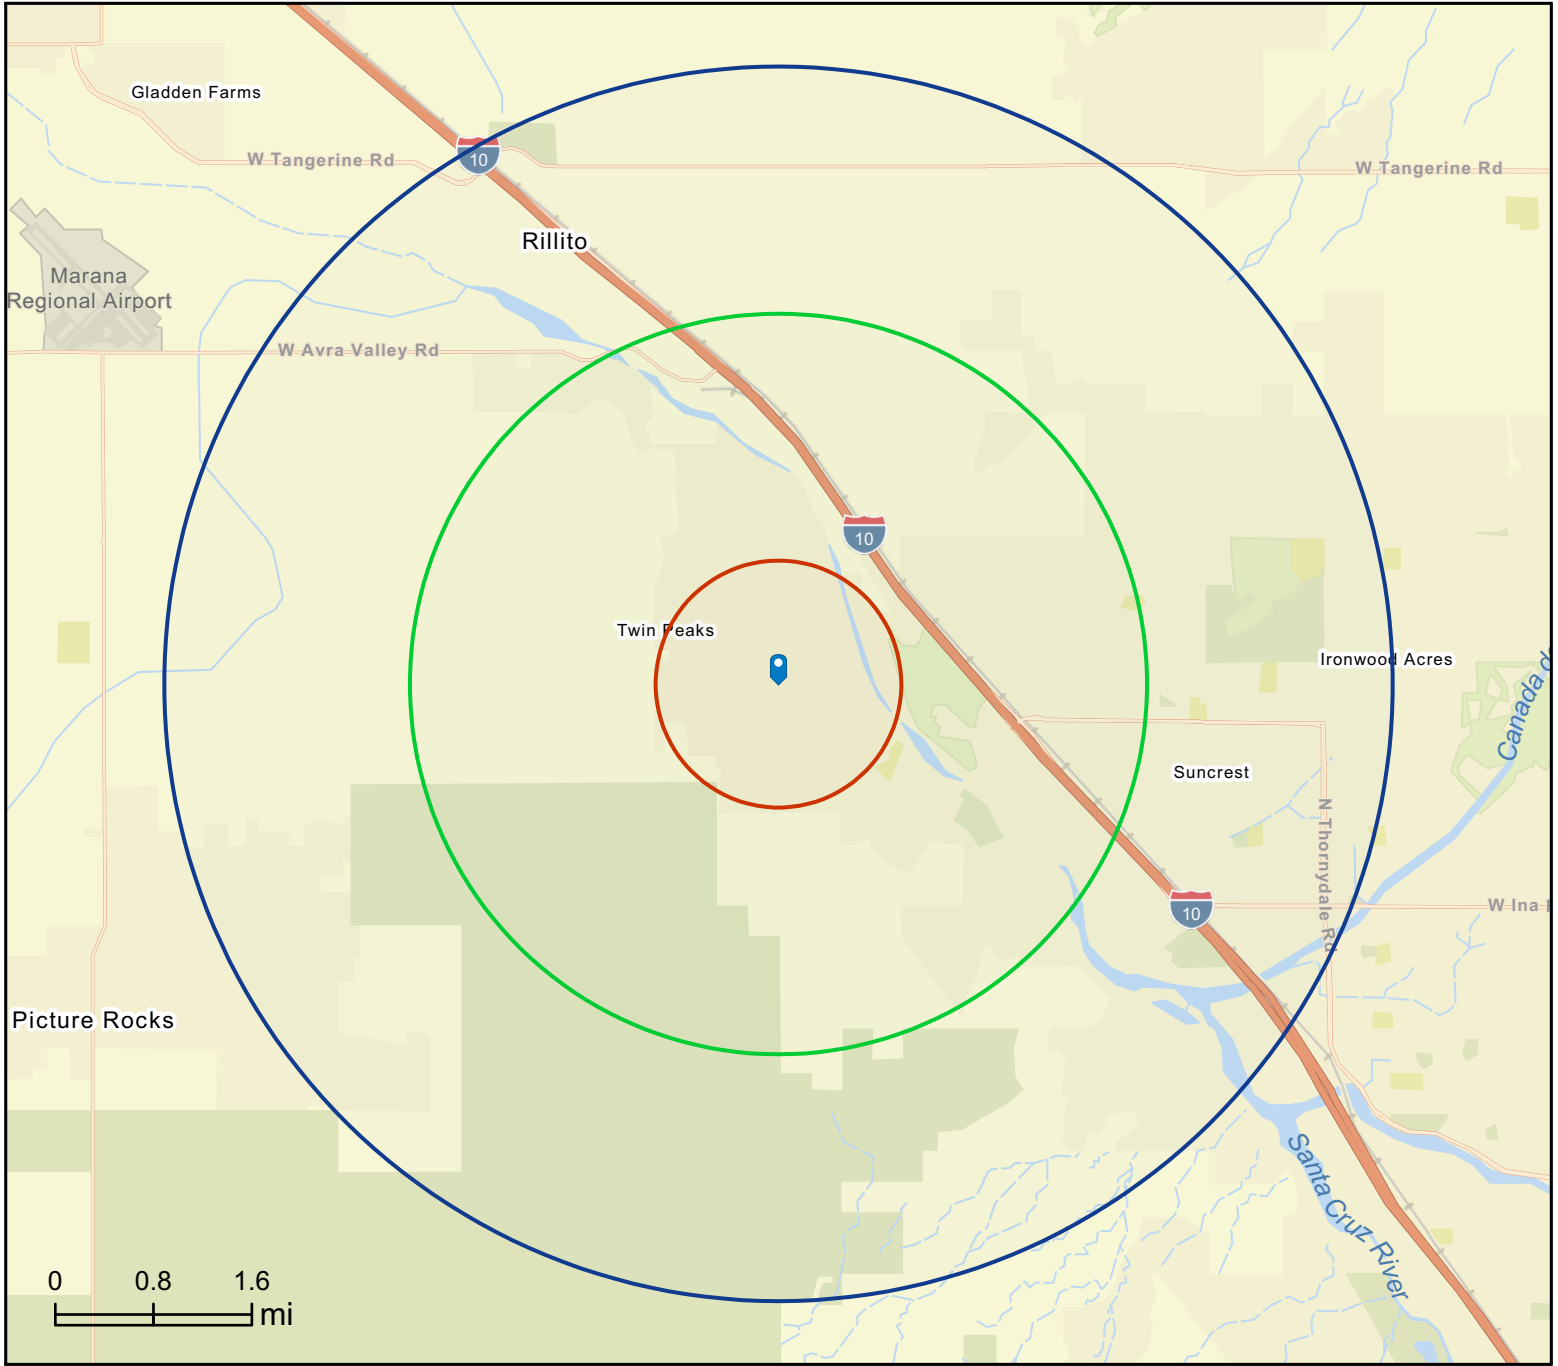 Gladden Farms
10
W Tangerine Rd
W Tangerine Rd
Rillito
Marana
Regional Airport
W Avra Valley Rd
10
Twin Peaks
Ironwood Acres
Canada d
Suncrest
N Thornydale Rd
10
W Ina
Picture Rocks
Santa Cruz River
0 0.8 1.6
mi